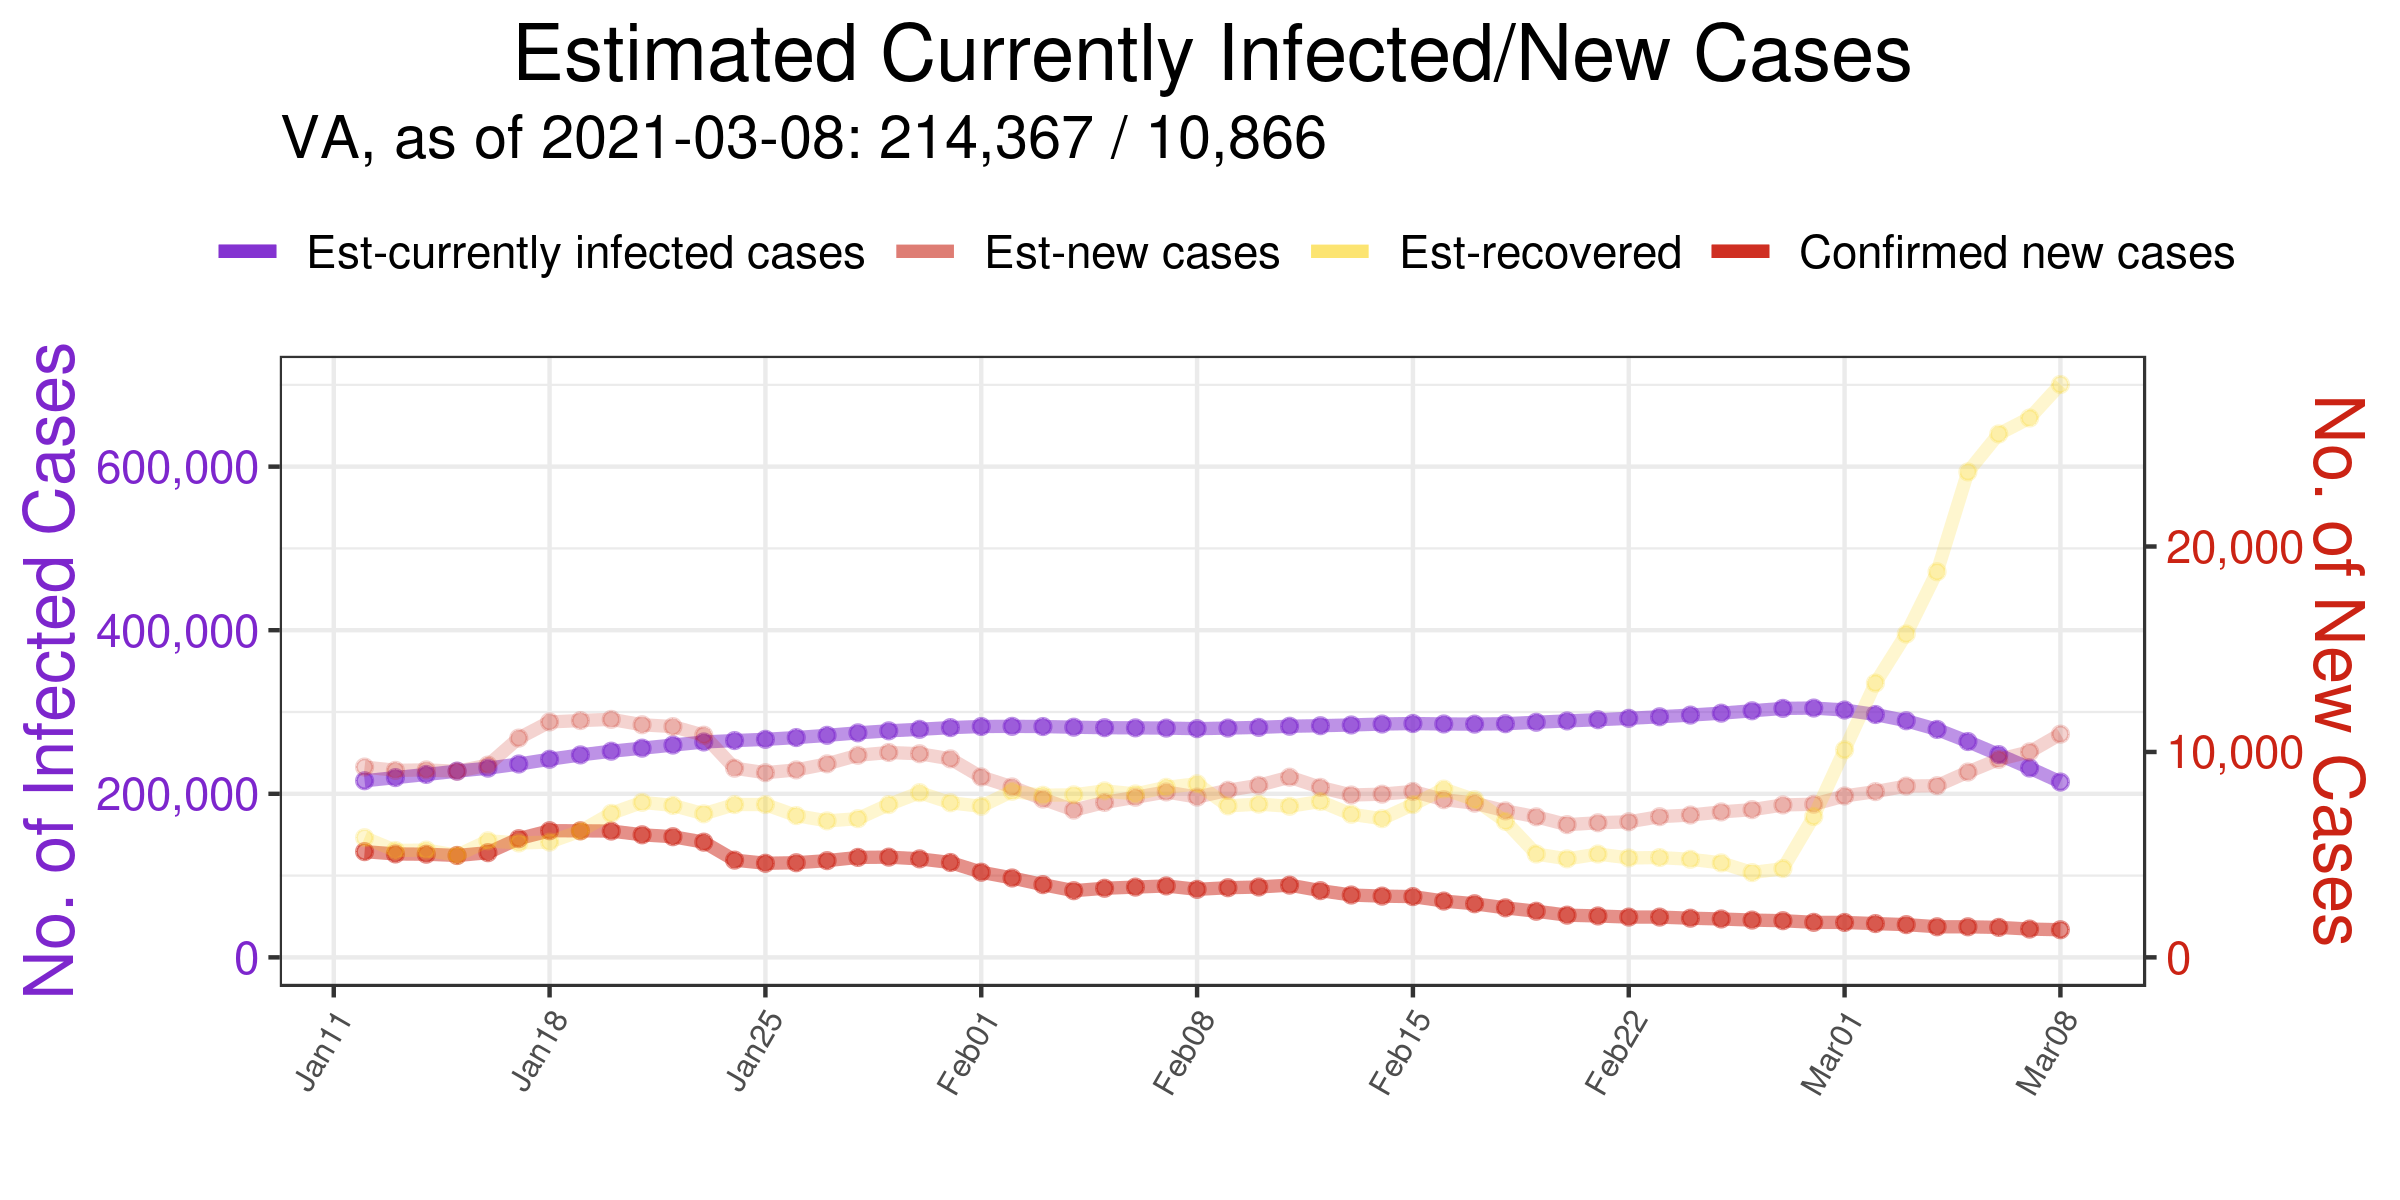 Estimated Currently Infected/New Cases
VA, as of 2021-03-08: 214,367 / 10,866
Est-currently infected cases Est-new cases Est-recovered Confirmed new cases
No. of Infected Cases
600,000
400,000
200,000
0
20,000
10,000
0
No. of New Cases
Jan11 Jan18 Jan25 Feb01 Feb08 Feb15 Feb22 Mar01 Mar08